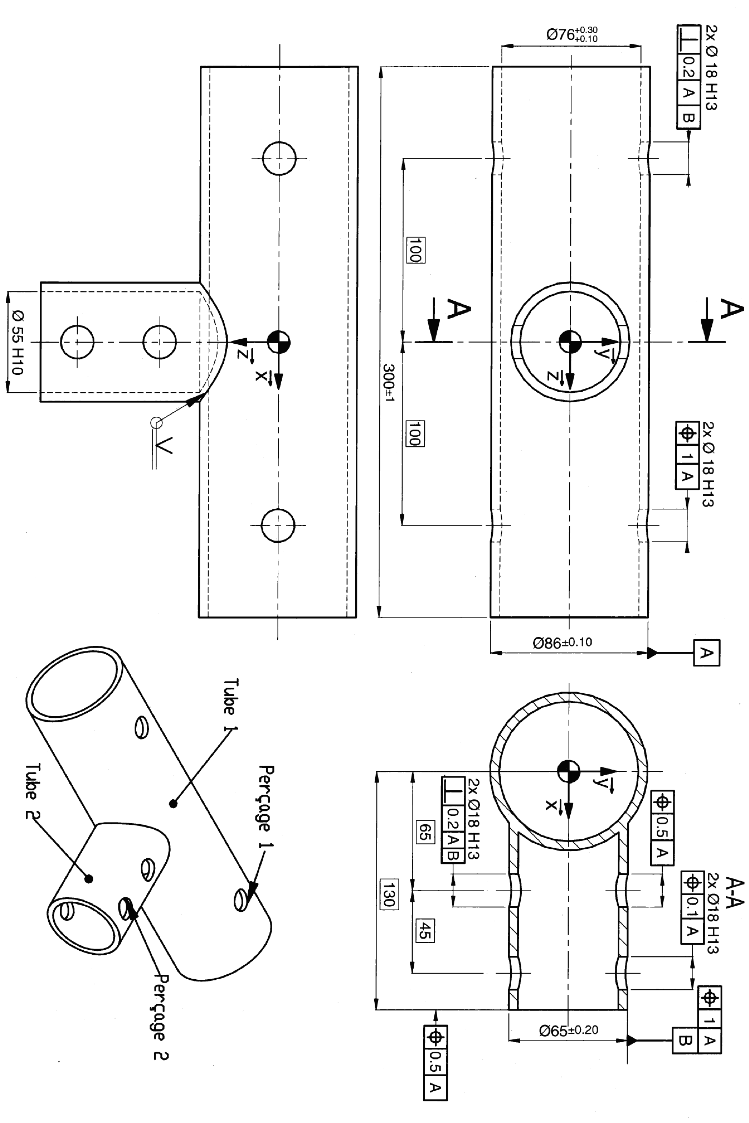 2x Ø 18 H13
⊥ 0.2 A B
Ø76 +0.30 +0.10
100
100
300±1
A
A
y
z
2x Ø 18 H13
⌖ 1 A
Ø86±0.10
A
z
x
Ø 55 H10
A-A
2x Ø18 H13
⌖ 0.1 A
⌖ 0.5 A
2x Ø18 H13
⊥ 0.2 A B
y
x
65
45
130
Ø65±0.20
⌖ 1 A
B
⌖ 0.5 A
Tube 1
Perçage 1
Tube 2
Perçage 2